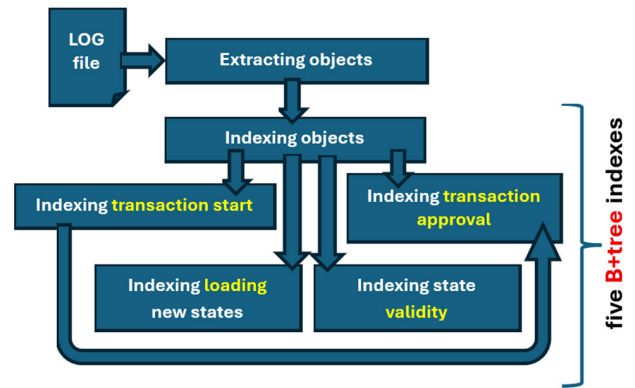 LOG
file
Extracting objects
Indexing objects
Indexing transaction start
Indexing transaction
approval
Indexing loading
new states
Indexing state
validity
five B+tree indexes